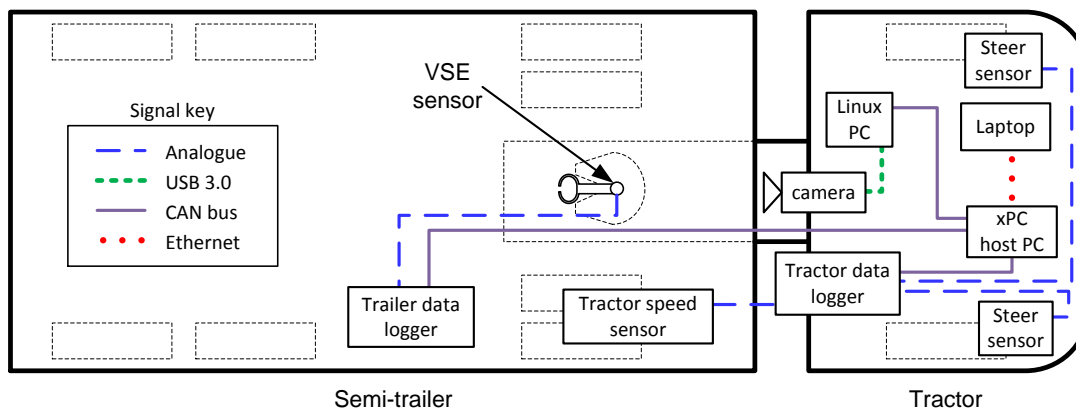 Steer
sensor
VSE
sensor
Linux
PC
Laptop
Signal key
Analogue
USB 3.0
CAN bus
Ethernet
camera
xPC
host PC
Tractor data
logger
Trailer data
logger
Tractor speed
sensor
Steer
sensor
Semi-trailer
Tractor